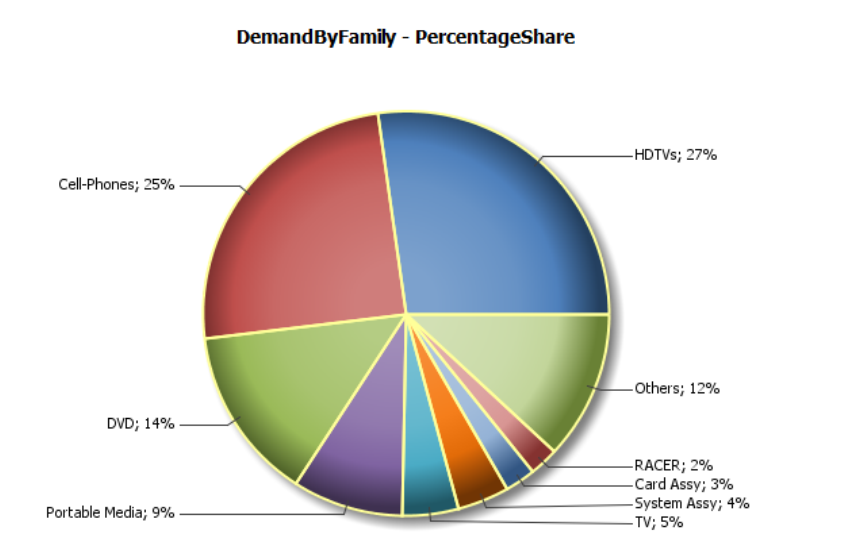 DemandByFamily - PercentageShare
HDTVs; 27%
Cell-Phones; 25%
Others; 12%
DVD; 14%
RACER; 2%
Card Assy; 3%
System Assy; 4%
Portable Media; 9%
TV; 5%